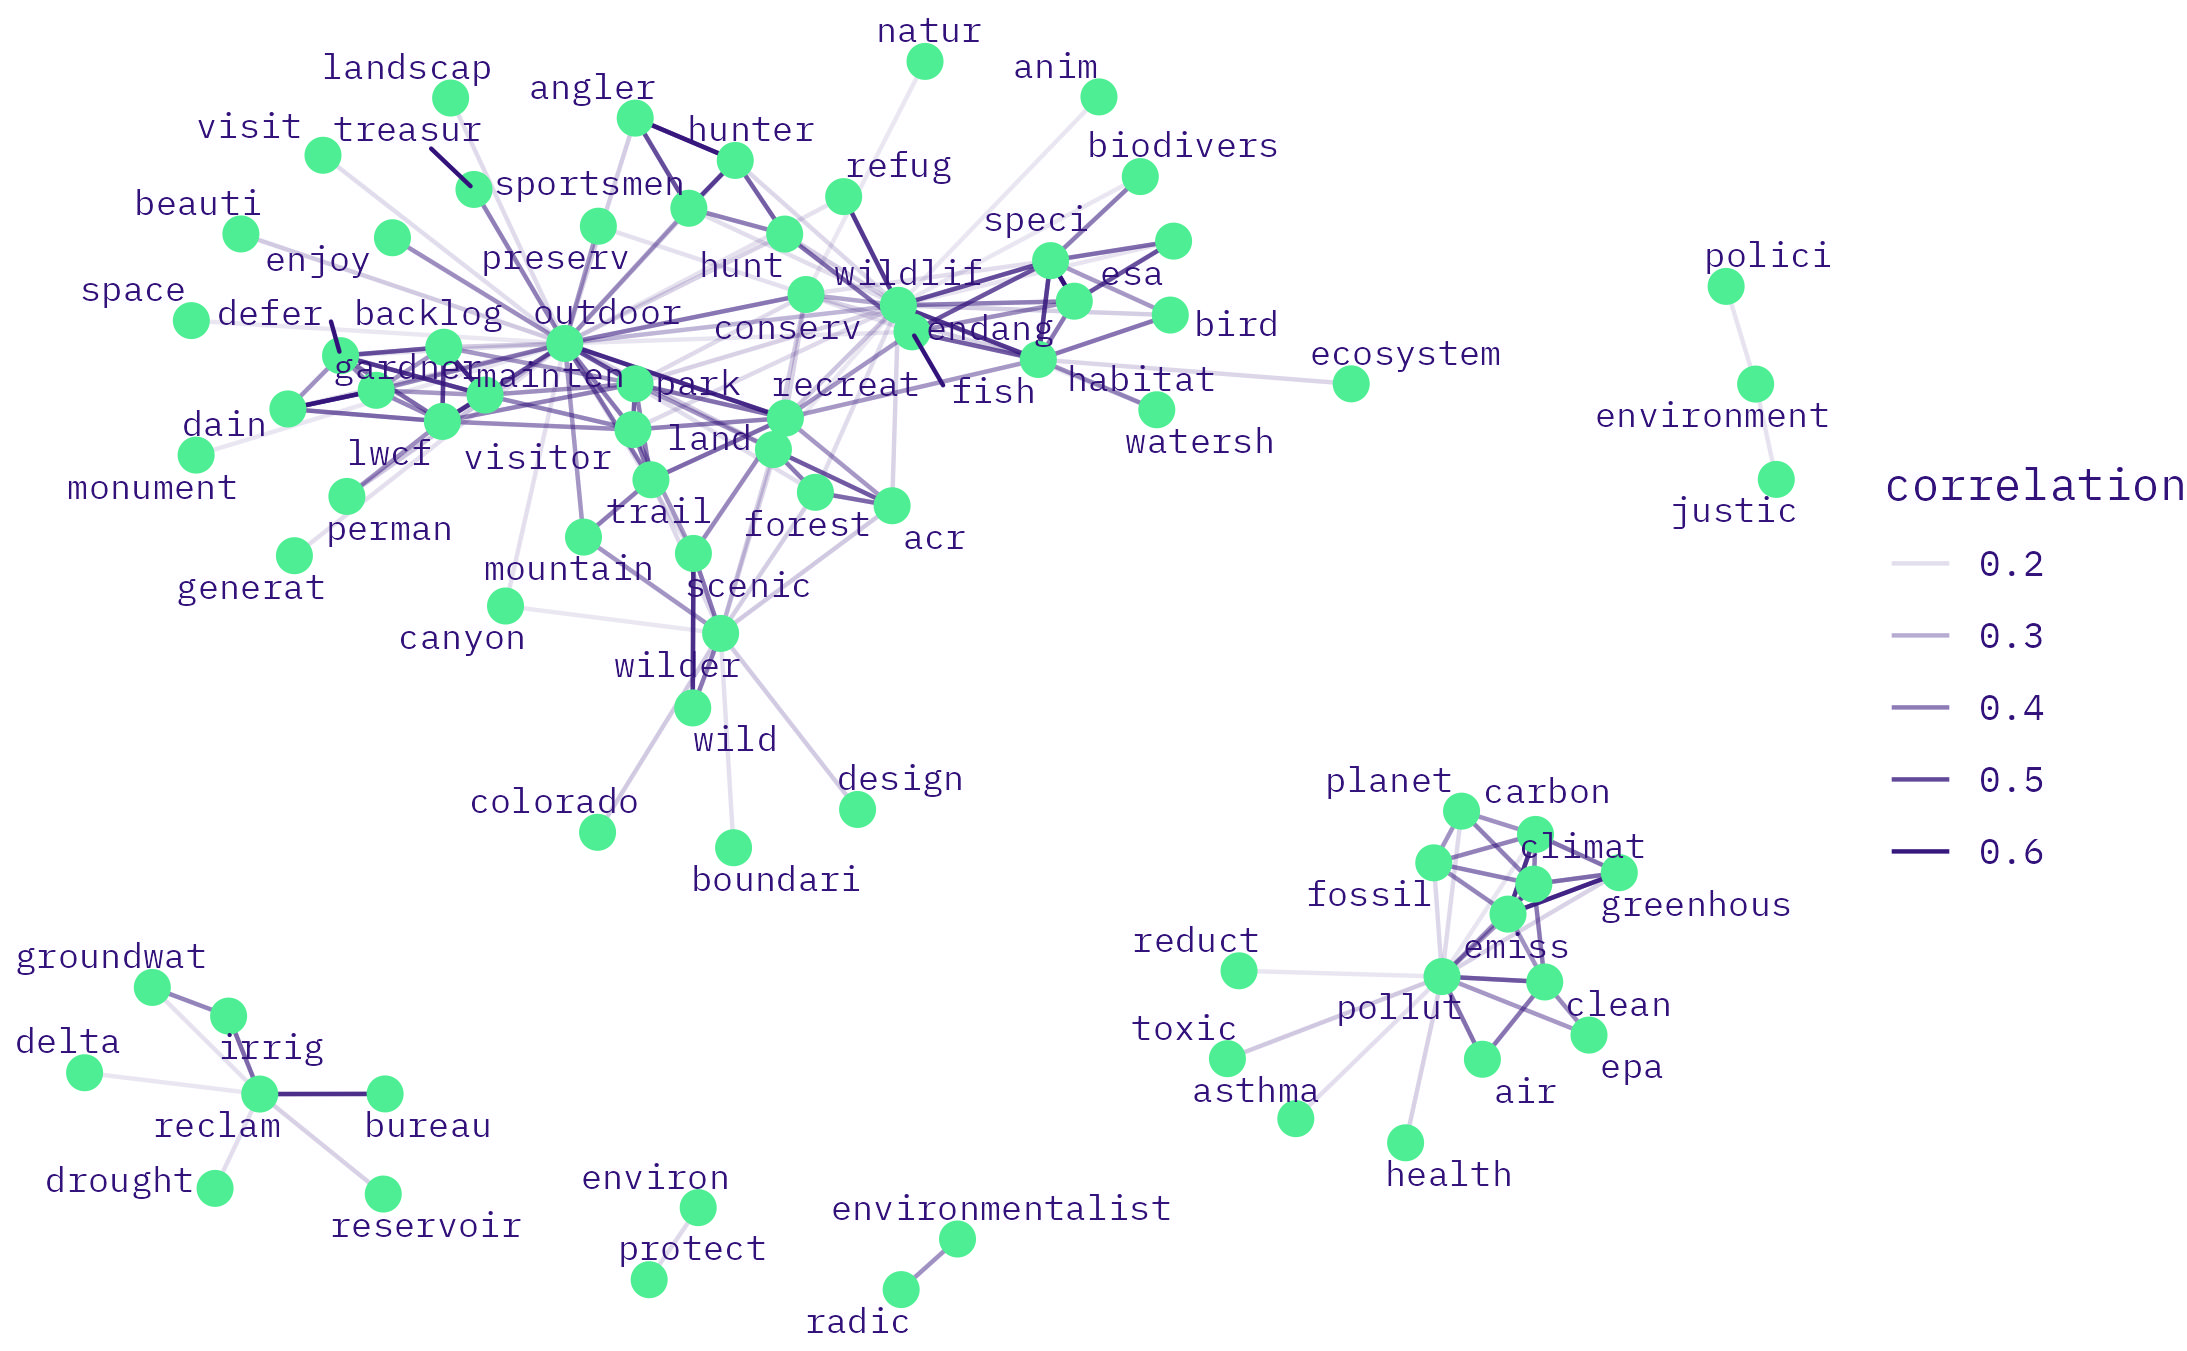 natur
landscap
anim
angler
visit
treasur
hunter
biodivers
refug
sportsmen
beauti
speci
enjoy
preserv
hunt
wildlif
esa
polici
space
defer
backlog
outdoor
conserv
endang
bird
ecosystem
gardner
mainten
park
recreat
fish
habitat
environment
dain
lwcf
visitor
land
watersh
monument
correlation
perman
trail
forest
acr
justic
generat
mountain
scenic
0.2
canyon
wilder
0.3
0.4
wild
colorado
design
planet
carbon
0.5
boundari
climat
0.6
fossil
greenhous
groundwat
reduct
emiss
delta
irrig
toxic
pollut
clean
asthma
epa
reclam
bureau
air
drought
environ
health
reservoir
protect
environmentalist
radic